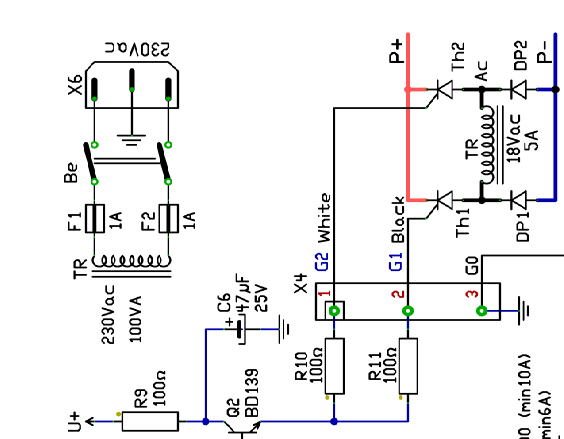 230Vac
X6
Be
F1
1A
F2
1A
TR
230Vac
100VA
C6
47µF
25V
+
U+
R9
100Ω
Q2
BD139
P+
Th2
Ac
DP2
P-
TR
18Vac
5A
Th1
DP1
White
Black
G2
G1
G0
X4
1
2
3
R10
100Ω
R11
100Ω
(min10A)
min6A)